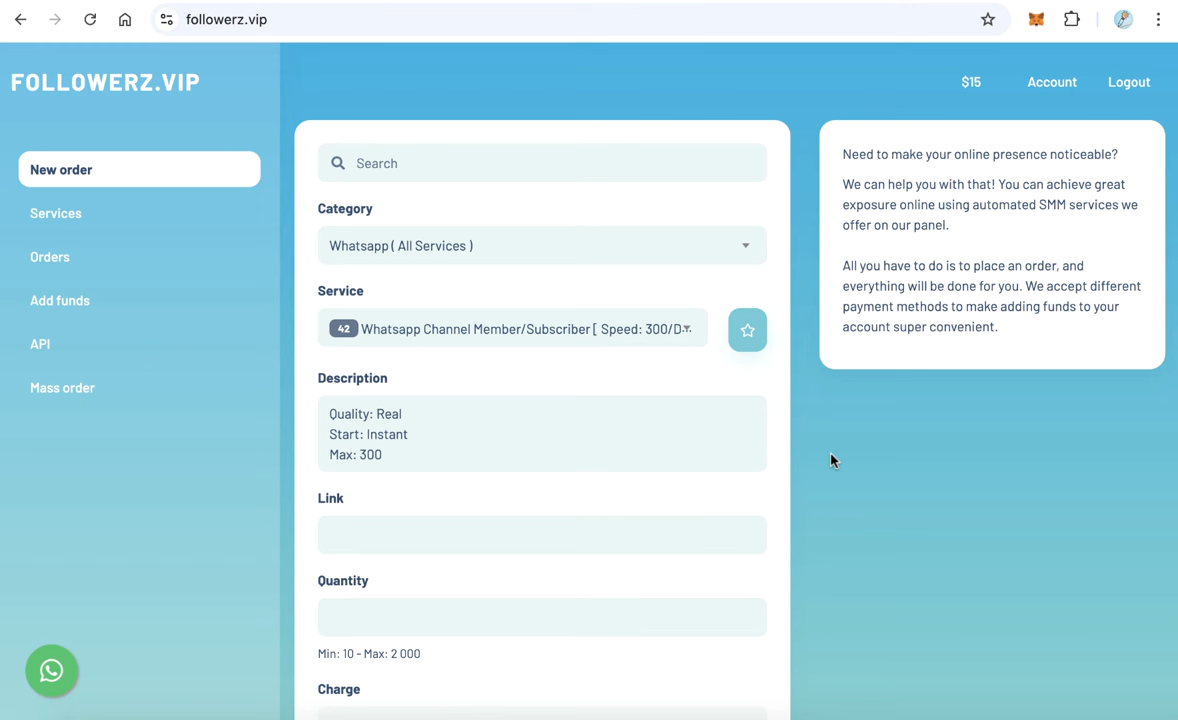 followerz.vip
FOLLOWERZ.VIP
$15
Account
Logout
New order
Services
Orders
Add funds
API
Mass order
Search
Category
Whatsapp ( All Services )
Service
42 Whatsapp Channel Member/Subscriber [ Speed: 300/D...
Description
Quality: Real
Start: Instant
Max: 300
Link
Quantity
Min: 10 - Max: 2 000
Charge
Need to make your online presence noticeable?
We can help you with that! You can achieve great
exposure online using automated SMM services we
offer on our panel.
All you have to do is to place an order, and
everything will be done for you. We accept different
payment methods to make adding funds to your
account super convenient.